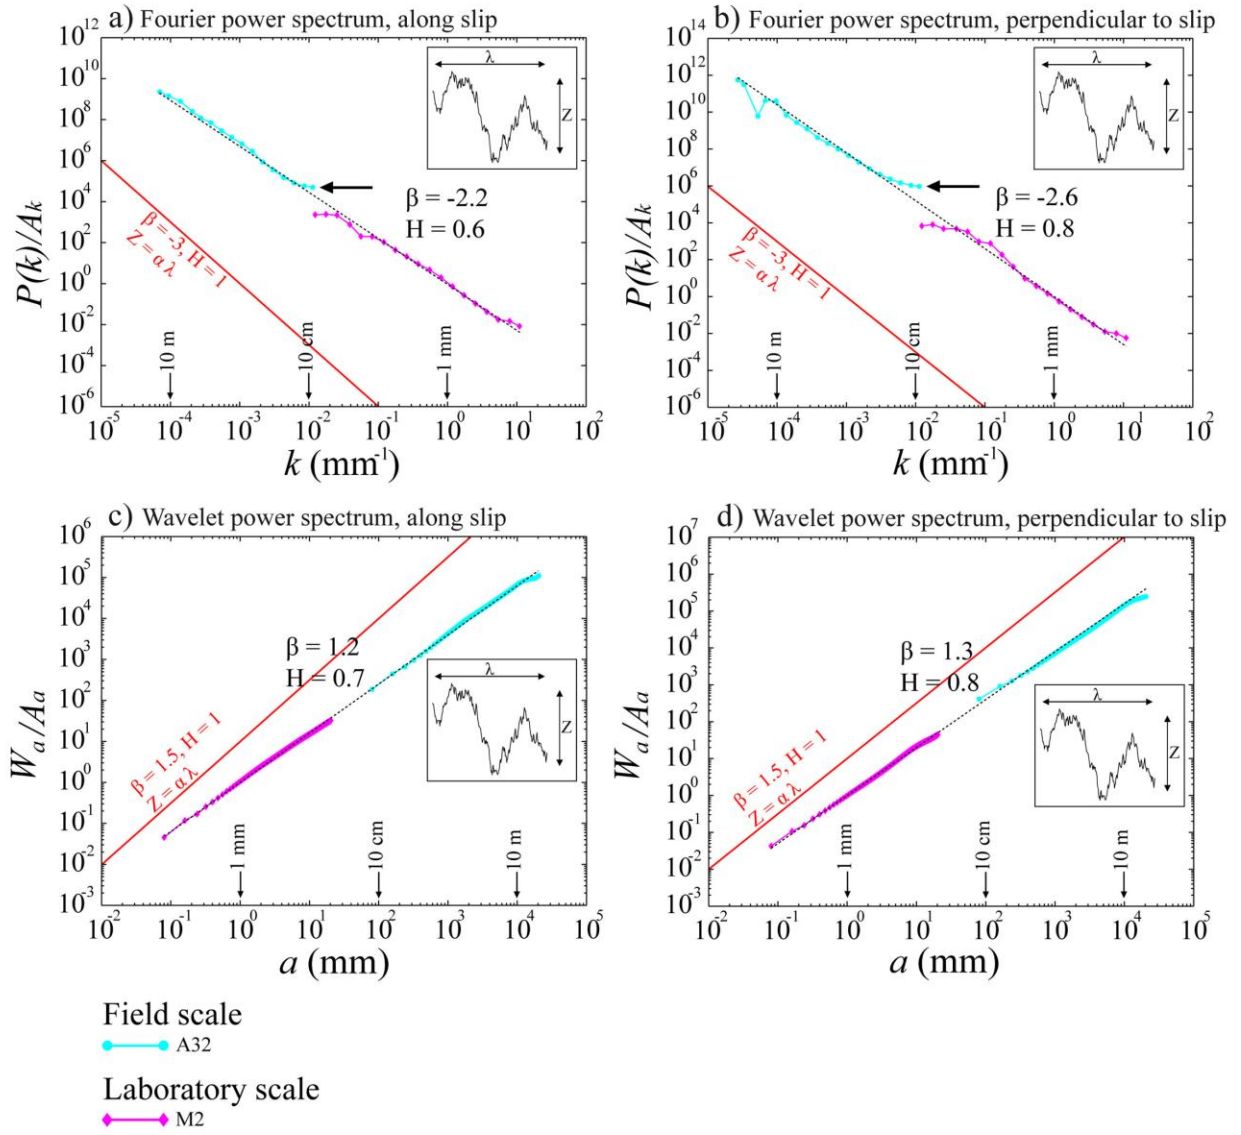 a) Fourier power spectrum, along slip
P(k)/Ak
10^12
10^10
10^8
10^6
10^4
10^2
10^0
10^-2
10^-4
10^-6
λ
Z
β = -2.2
H = 0.6
β = -3, H = 1
Z = α λ
10 m
10 cm
1 mm
10^-5 10^-4 10^-3 10^-2 10^-1 10^0 10^1 10^2
k (mm^-1)
b) Fourier power spectrum, perpendicular to slip
P(k)/Ak
10^14
10^12
10^10
10^8
10^6
10^4
10^2
10^0
10^-2
10^-4
10^-6
λ
Z
β = -2.6
H = 0.8
β = -3, H = 1
Z = α λ
10 m
10 cm
1 mm
10^-5 10^-4 10^-3 10^-2 10^-1 10^0 10^1 10^2
k (mm^-1)
c) Wavelet power spectrum, along slip
Wa/Aa
10^6
10^5
10^4
10^3
10^2
10^1
10^0
10^-1
10^-2
10^-3
β = 1.2
H = 0.7
λ
Z
β = 1.5, H = 1
Z = α λ
1 mm
10 cm
10 m
10^-2 10^-1 10^0 10^1 10^2 10^3 10^4 10^5
a (mm)
d) Wavelet power spectrum, perpendicular to slip
Wa/Aa
10^7
10^6
10^5
10^4
10^3
10^2
10^1
10^0
10^-1
10^-2
10^-3
β = 1.3
H = 0.8
λ
Z
β = 1.5, H = 1
Z = α λ
1 mm
10 cm
10 m
10^-2 10^-1 10^0 10^1 10^2 10^3 10^4 10^5
a (mm)
Field scale
A32
Laboratory scale
M2